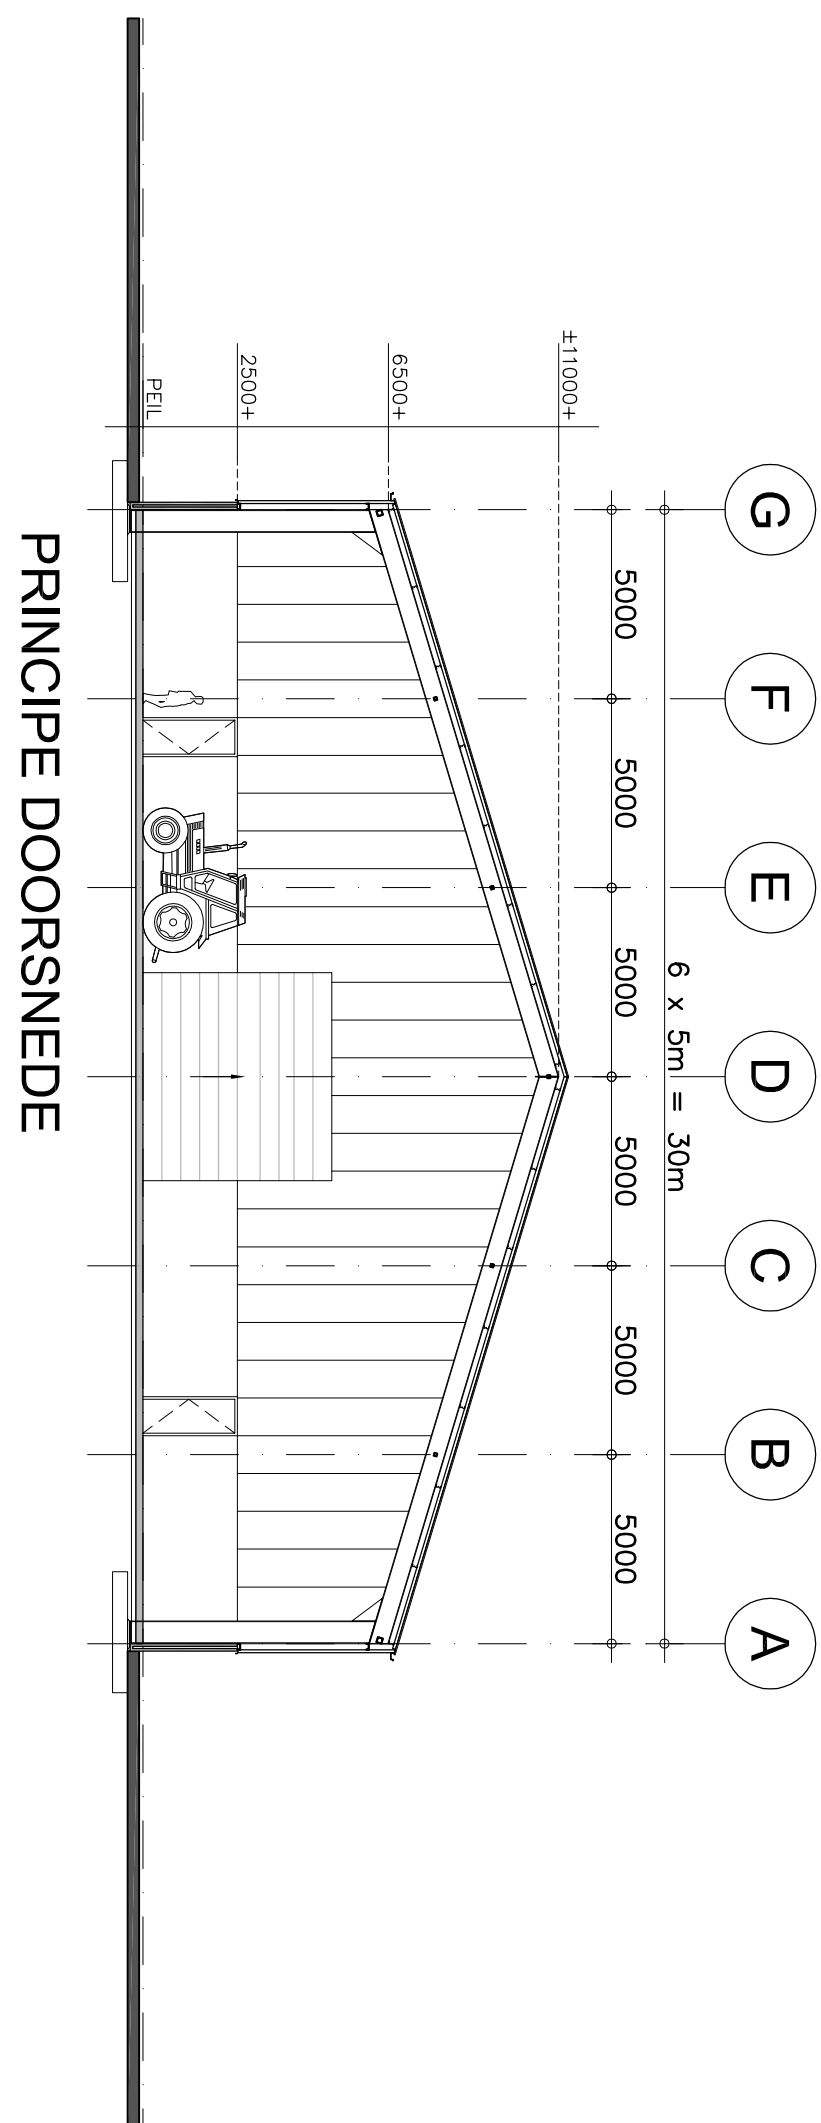 G F E D C B A
6 x 5m = 30m
5000 5000 5000 5000 5000 5000
±11000+
6500+
2500+
PEIL
PRINCIPE DOORSNEDE